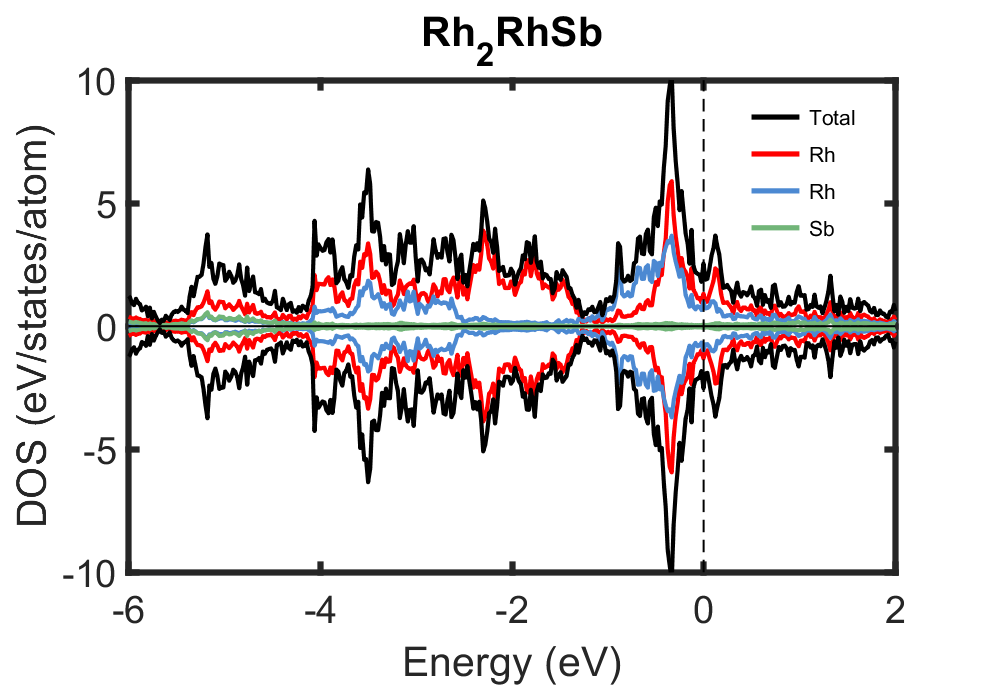 Rh2RhSb
10
5
0
-5
-10
DOS (eV/states/atom)
Total
Rh
Rh
Sb
-6 -4 -2 0 2
Energy (eV)